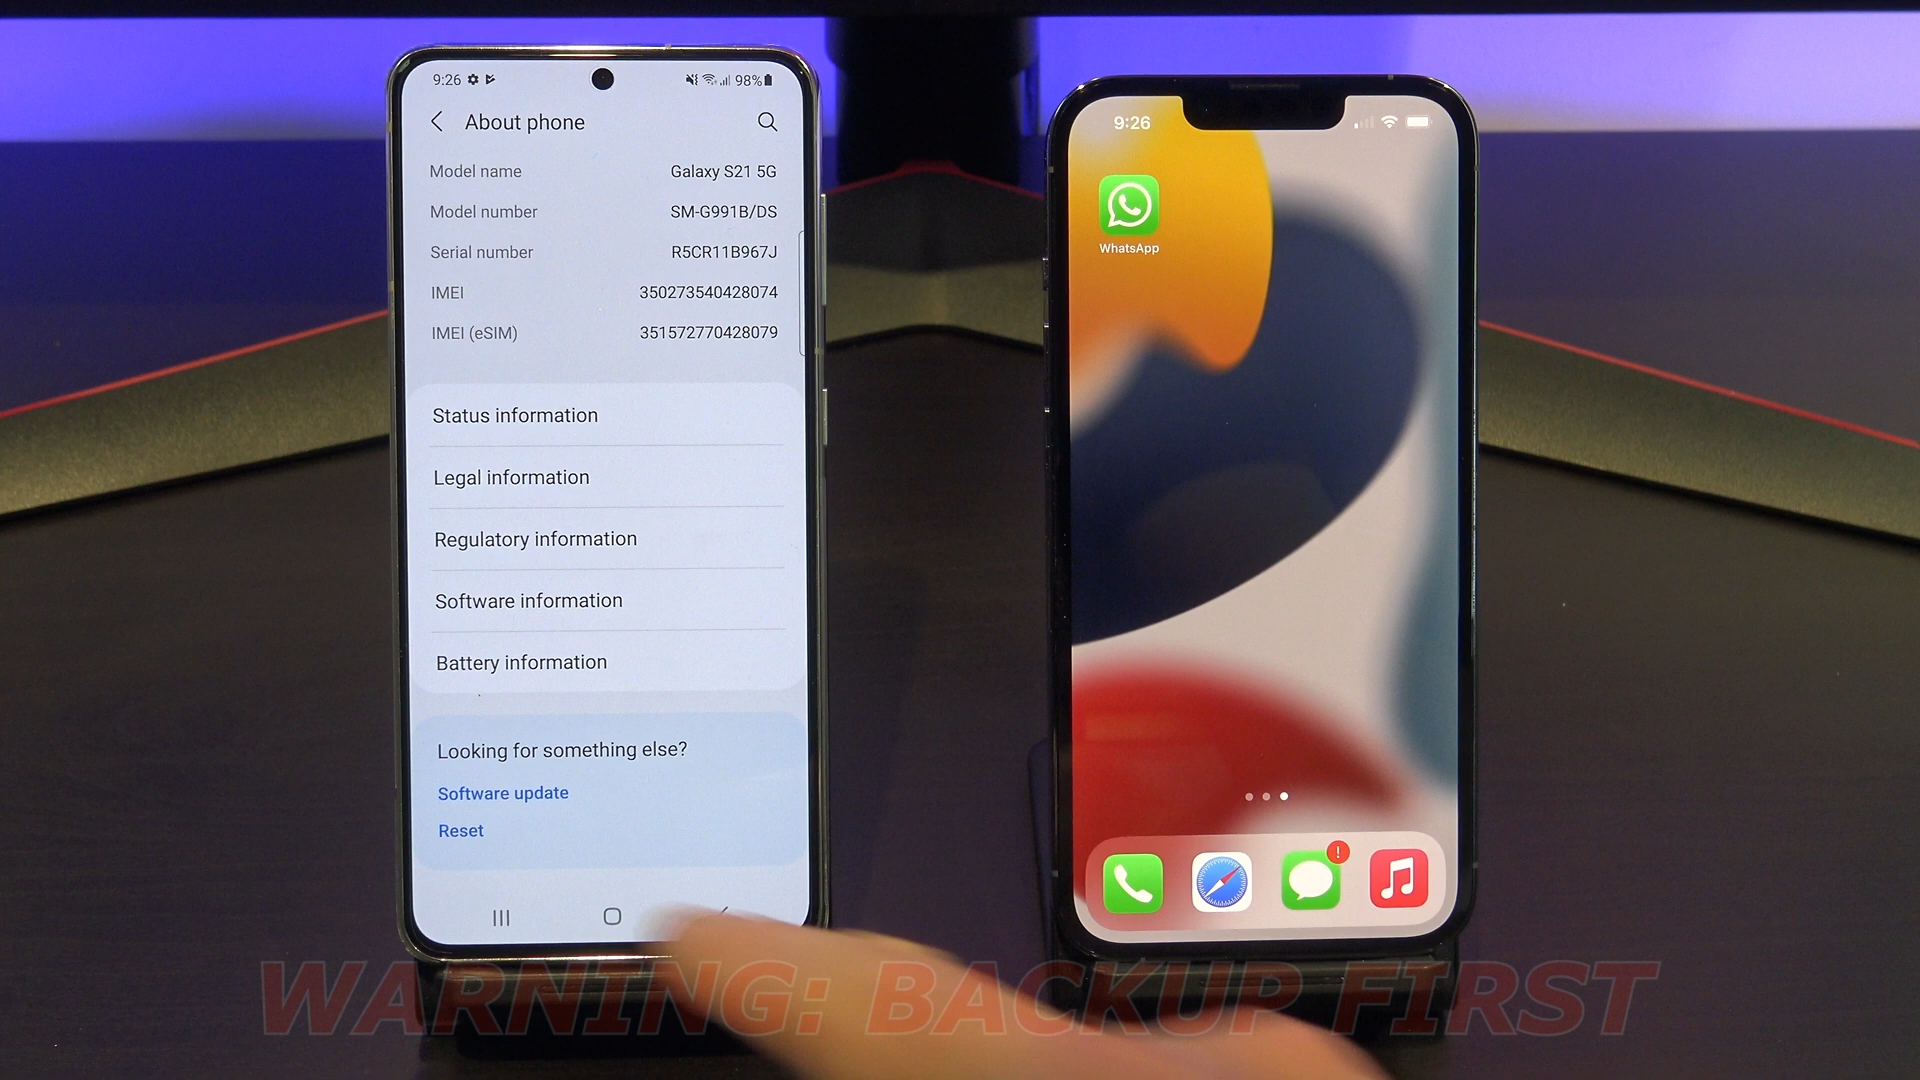 9:26 98%
About phone
Model name Galaxy S21 5G
Model number SM-G991B/DS
Serial number R5CR11B967J
IMEI 350273540428074
IMEI (eSIM) 351572770428079
Status information
Legal information
Regulatory information
Software information
Battery information
Looking for something else?
Software update
Reset
9:26
WhatsApp
!
WARNING: BACKUP FIRST